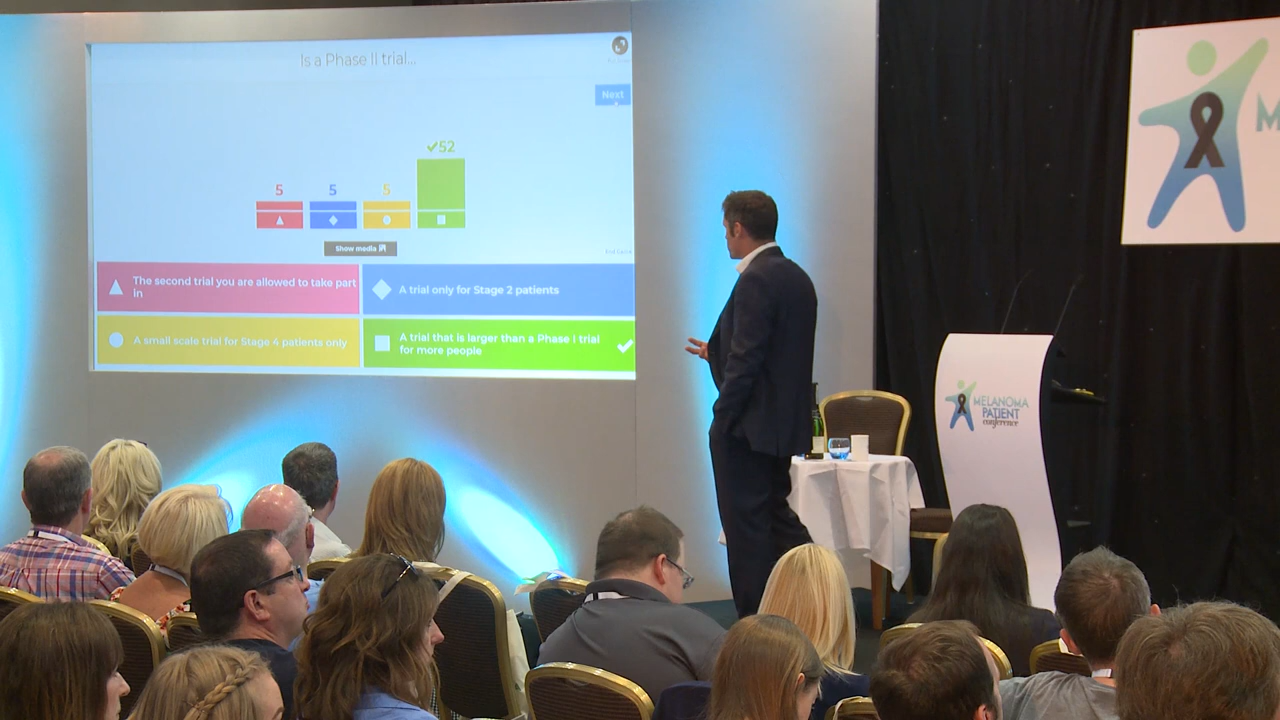 Is a Phase II trial...
Next
✓52
5
5
5
Show media
End Game
The second trial you are allowed to take part
in
A trial only for Stage 2 patients
A small scale trial for Stage 4 patients only
A trial that is larger than a Phase I trial
for more people
M
MELANOMA
PATIENT
conference